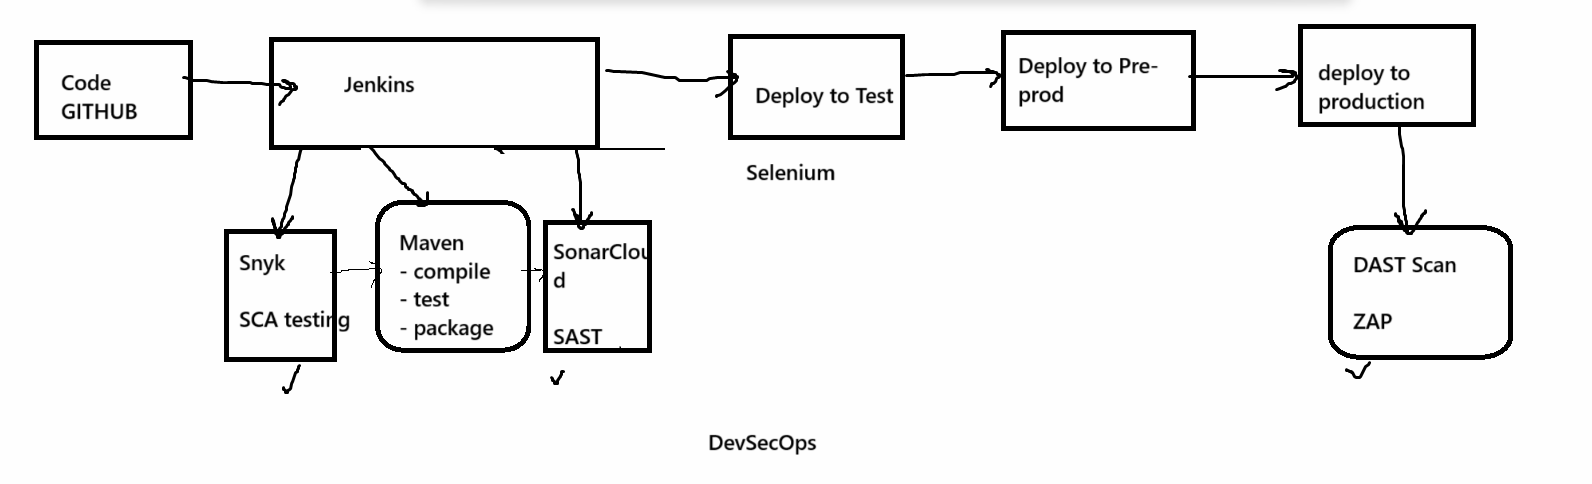 Code
GITHUB
Jenkins
Deploy to Test
Deploy to Pre-
prod
deploy to
production
Selenium
Snyk
SCA testing
Maven
- compile
- test
- package
SonarClou
d
SAST
DAST Scan
ZAP
DevSecOps